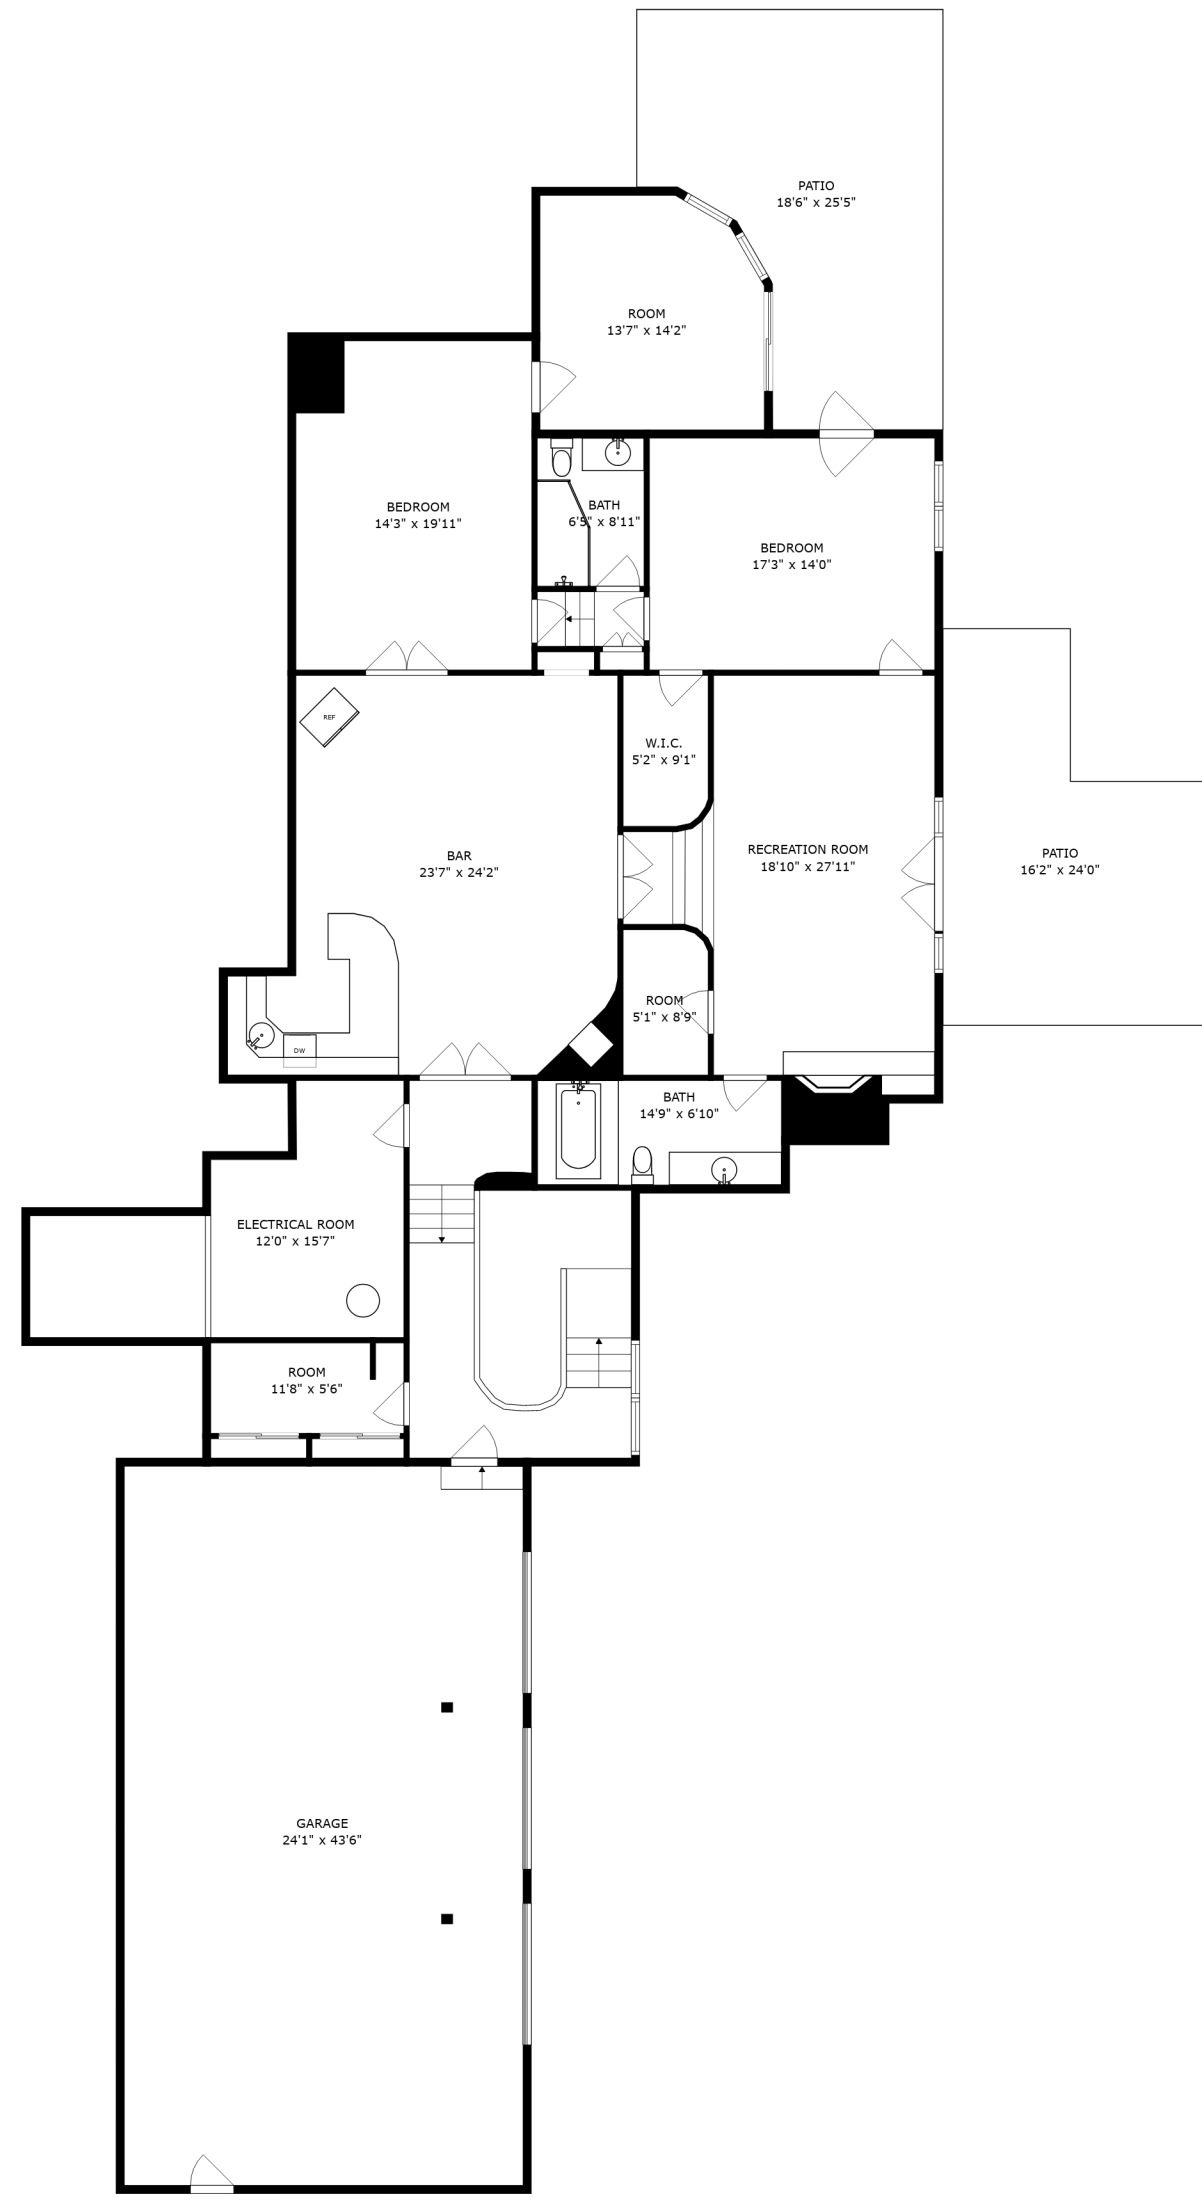 PATIO
18'6" x 25'5"
ROOM
13'7" x 14'2"
BEDROOM
14'3" x 19'11"
BATH
6'5" x 8'11"
BEDROOM
17'3" x 14'0"
REF
W.I.C.
5'2" x 9'1"
BAR
23'7" x 24'2"
RECREATION ROOM
18'10" x 27'11"
PATIO
16'2" x 24'0"
ROOM
5'1" x 8'9"
DW
BATH
14'9" x 6'10"
ELECTRICAL ROOM
12'0" x 15'7"
ROOM
11'8" x 5'6"
GARAGE
24'1" x 43'6"